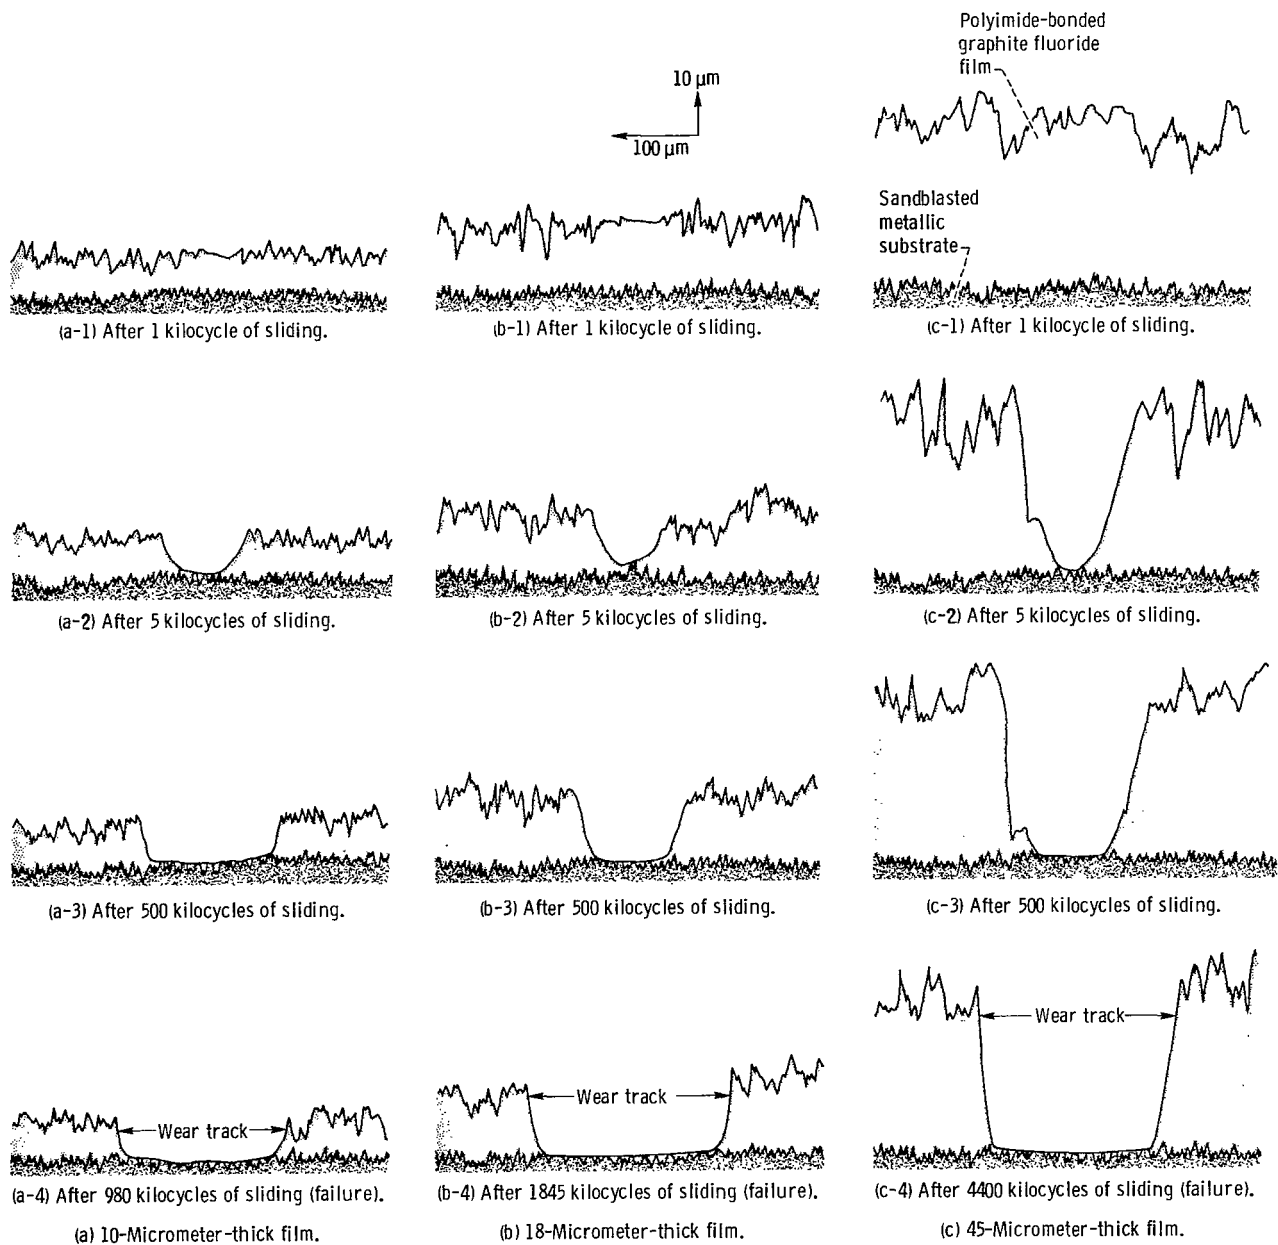 Polyimide-bonded
graphite fluoride
film
10 μm
100 μm
Sandblasted
metallic
substrate
(a-1) After 1 kilocycle of sliding.
(b-1) After 1 kilocycle of sliding.
(c-1) After 1 kilocycle of sliding.
(a-2) After 5 kilocycles of sliding.
(b-2) After 5 kilocycles of sliding.
(c-2) After 5 kilocycles of sliding.
(a-3) After 500 kilocycles of sliding.
(b-3) After 500 kilocycles of sliding.
(c-3) After 500 kilocycles of sliding.
Wear track
Wear track
Wear track
(a-4) After 980 kilocycles of sliding (failure).
(b-4) After 1845 kilocycles of sliding (failure).
(c-4) After 4400 kilocycles of sliding (failure).
(a) 10-Micrometer-thick film.
(b) 18-Micrometer-thick film.
(c) 45-Micrometer-thick film.